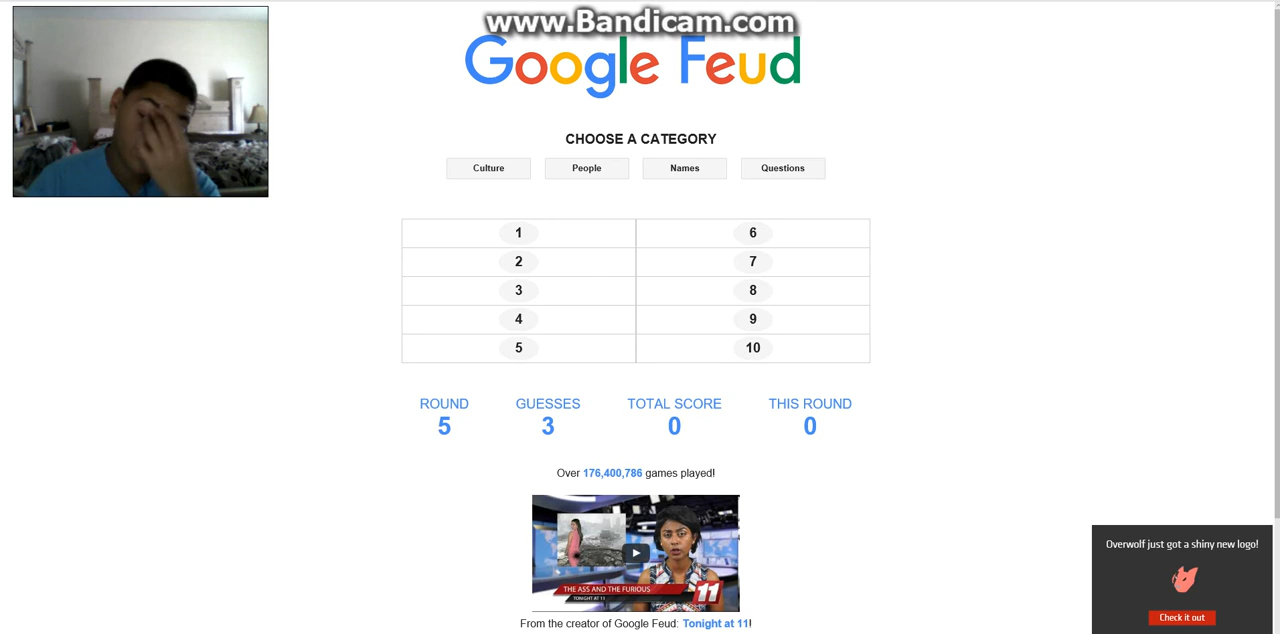 www.Bandicam.com
Google Feud
CHOOSE A CATEGORY
Culture People Names Questions
1 6
2 7
3 8
4 9
5 10
ROUND GUESSES TOTAL SCORE THIS ROUND
5 3 0 0
Over 176,400,786 games played!
THE ASS AND THE FURIOUS
TONIGHT AT 11
11
From the creator of Google Feud: Tonight at 11!
Overwolf just got a shiny new logo!
Check it out